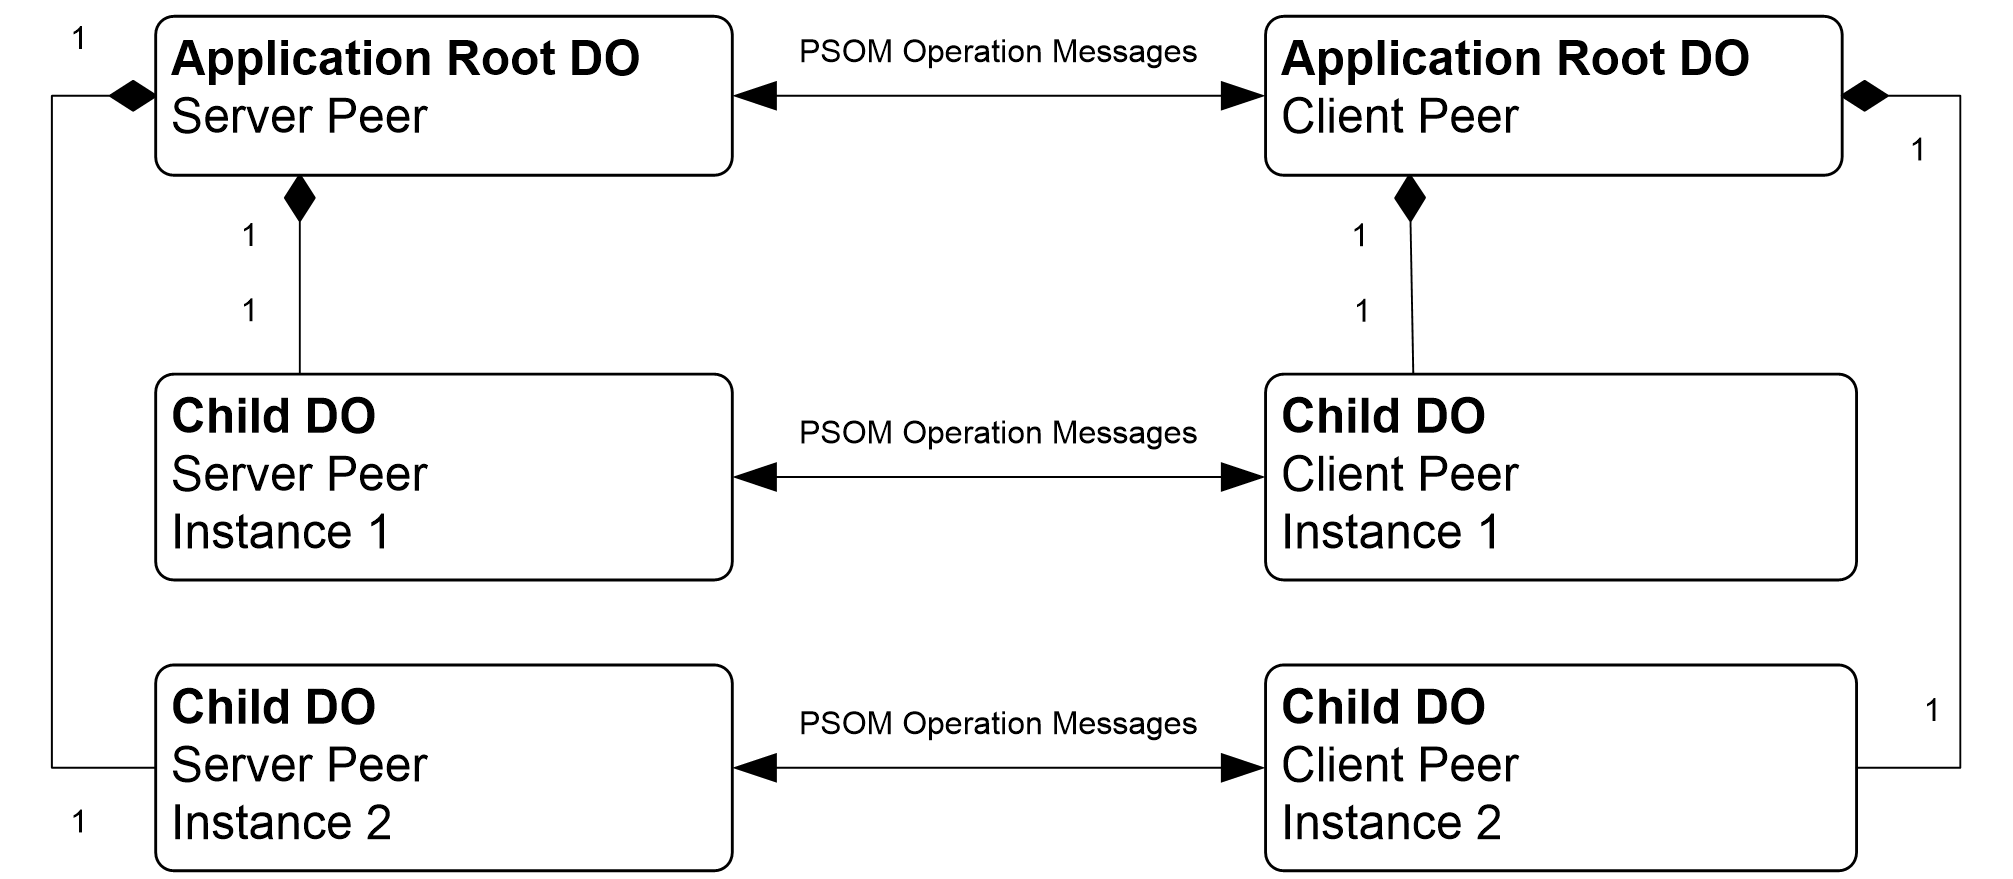 1
Application Root DO
Server Peer
PSOM Operation Messages
Application Root DO
Client Peer
1
1
1
1
1
Child DO
Server Peer
Instance 1
PSOM Operation Messages
Child DO
Client Peer
Instance 1
Child DO
Server Peer
Instance 2
PSOM Operation Messages
Child DO
Client Peer
Instance 2
1
1